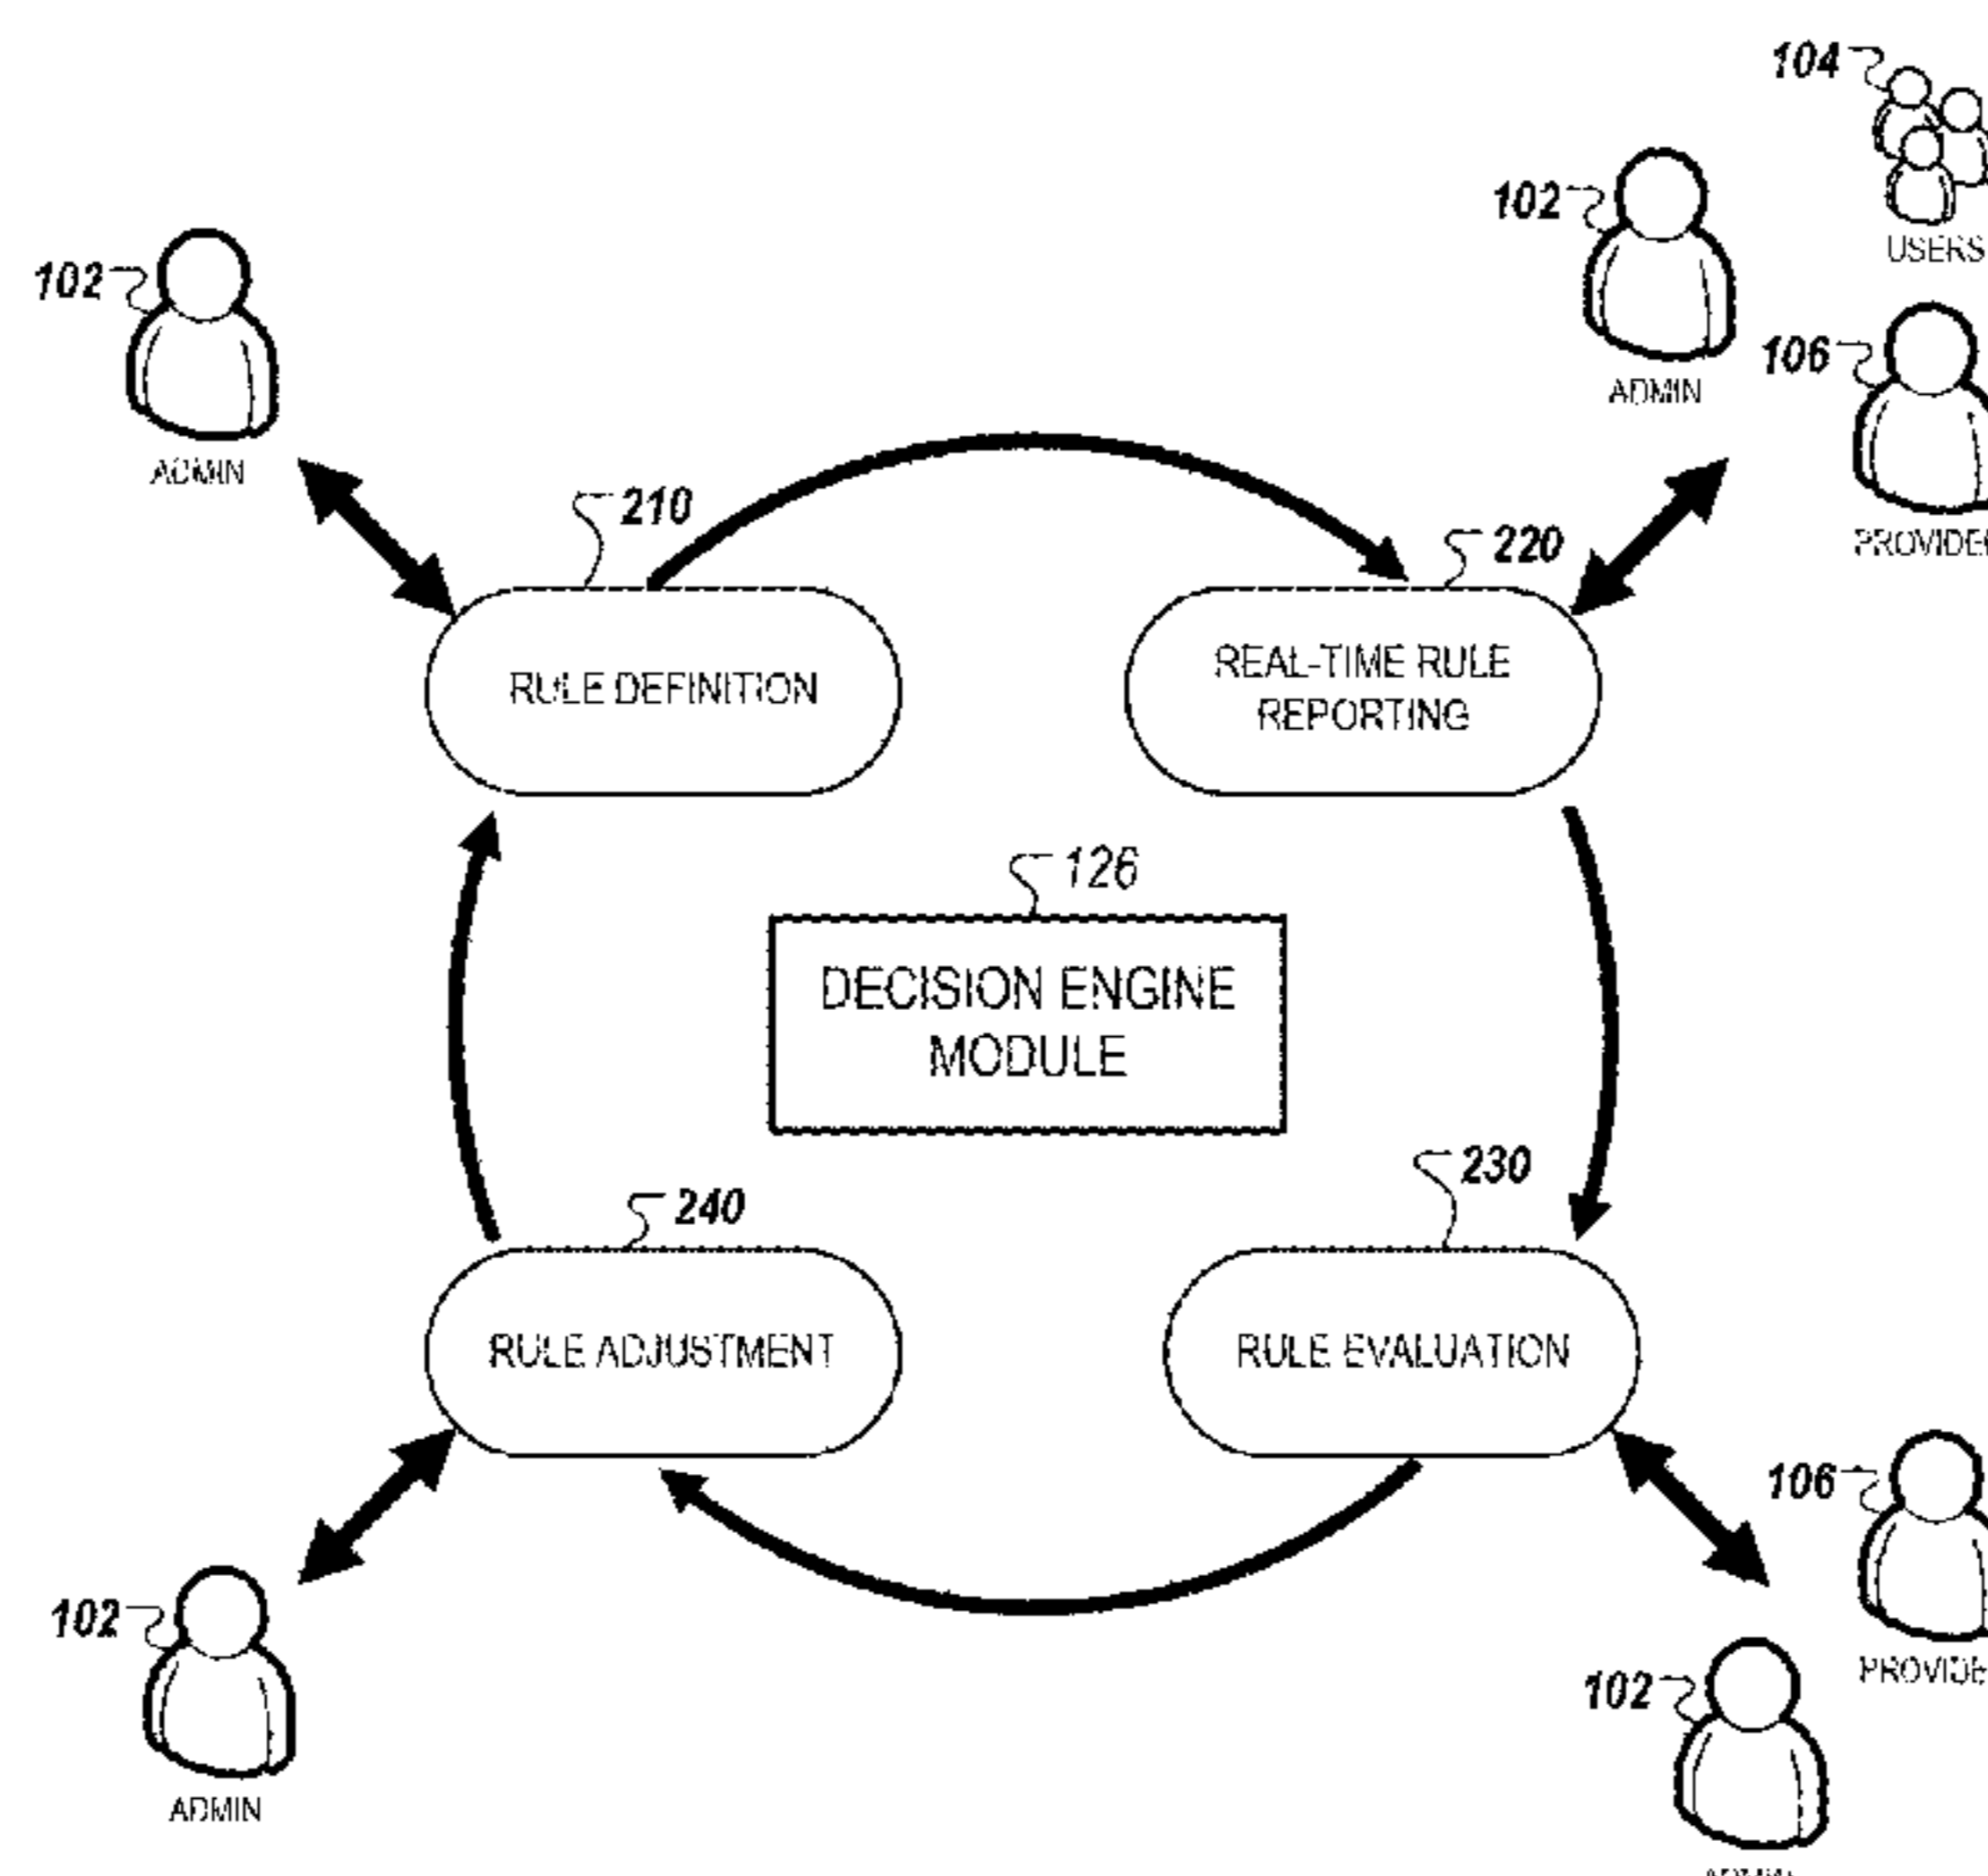 104
USERS
102
102
106
ADMIN
ADMIN
210
220
RULE DEFINITION
REAL-TIME RULE
REPORTING
126
DECISION ENGINE
MODULE
230
240
RULE ADJUSTMENT
RULE EVALUATION
106
102
102
ADMIN